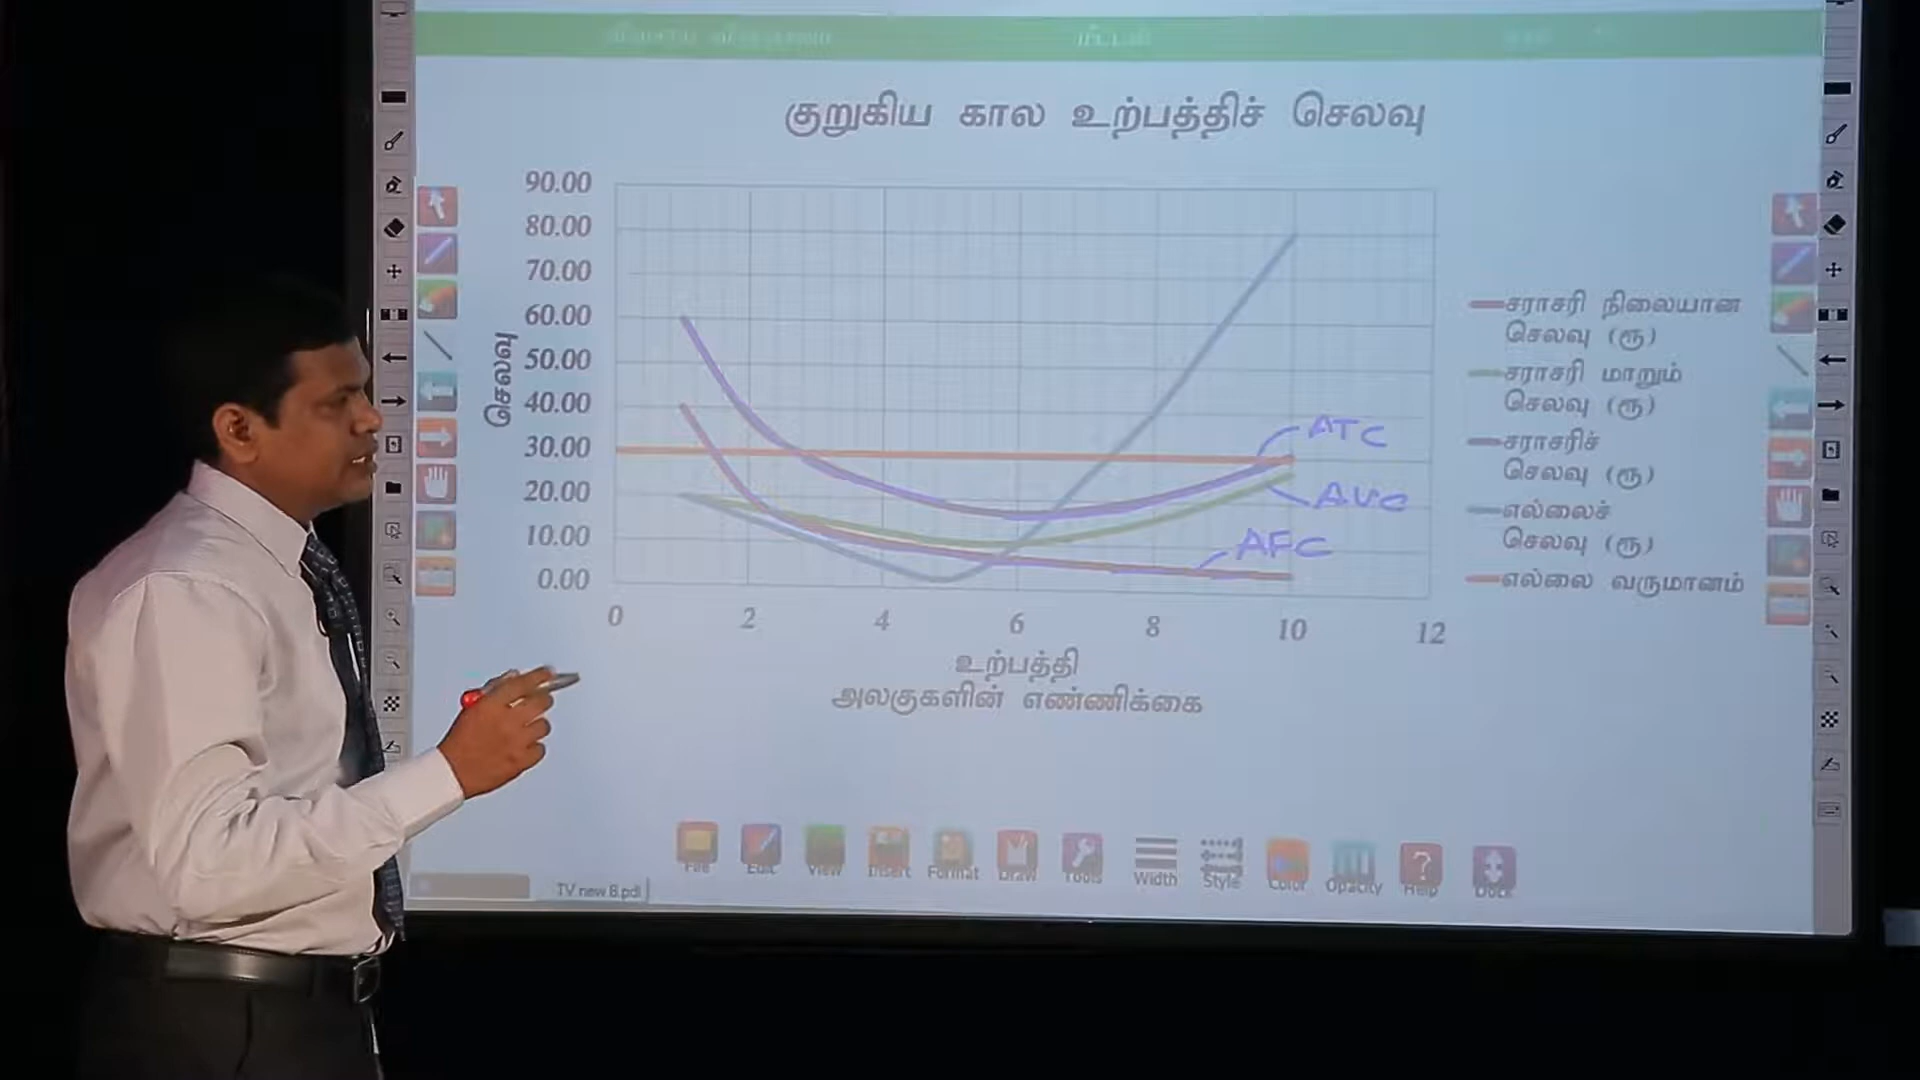 குறுகிய கால உற்பத்திச் செலவு
90.00
80.00
70.00
60.00
50.00
40.00
30.00
20.00
10.00
0.00
செலவு
0 2 4 6 8 10 12
உற்பத்தி
அலகுகளின் எண்ணிக்கை
ATC
AVC
AFC
சராசரி நிலையான
செலவு (ரூ)
சராசரி மாறும்
செலவு (ரூ)
சராசரிச்
செலவு (ரூ)
எல்லைச்
செலவு (ரூ)
எல்லை வருமானம்
File Edit View Insert Format Draw Tools Width Style Color Opacity Help Dock
TV new 8.pdf